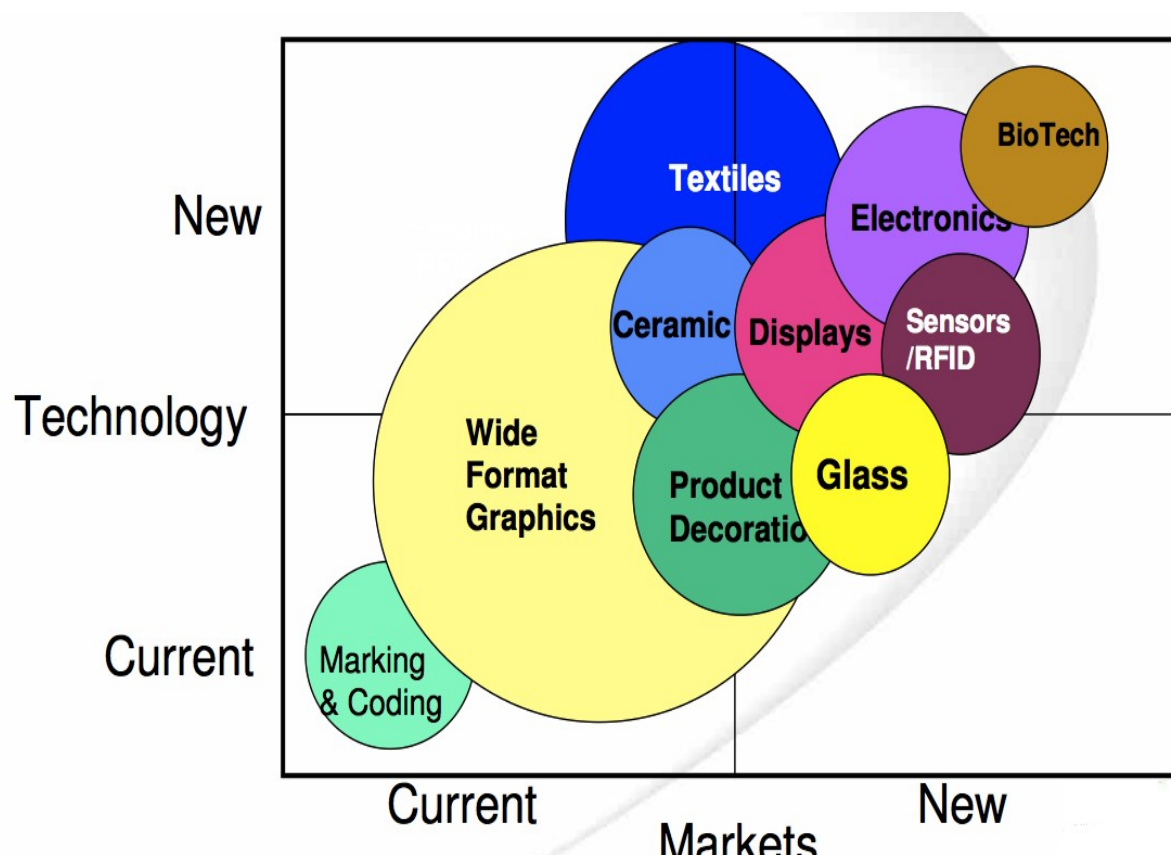 New
Technology
Current
Textiles
BioTech
Electronics
Ceramic
Displays
Sensors
/RFID
Wide
Format
Graphics
Product
Decoratio
Glass
Marking
& Coding
Current
New
Markets